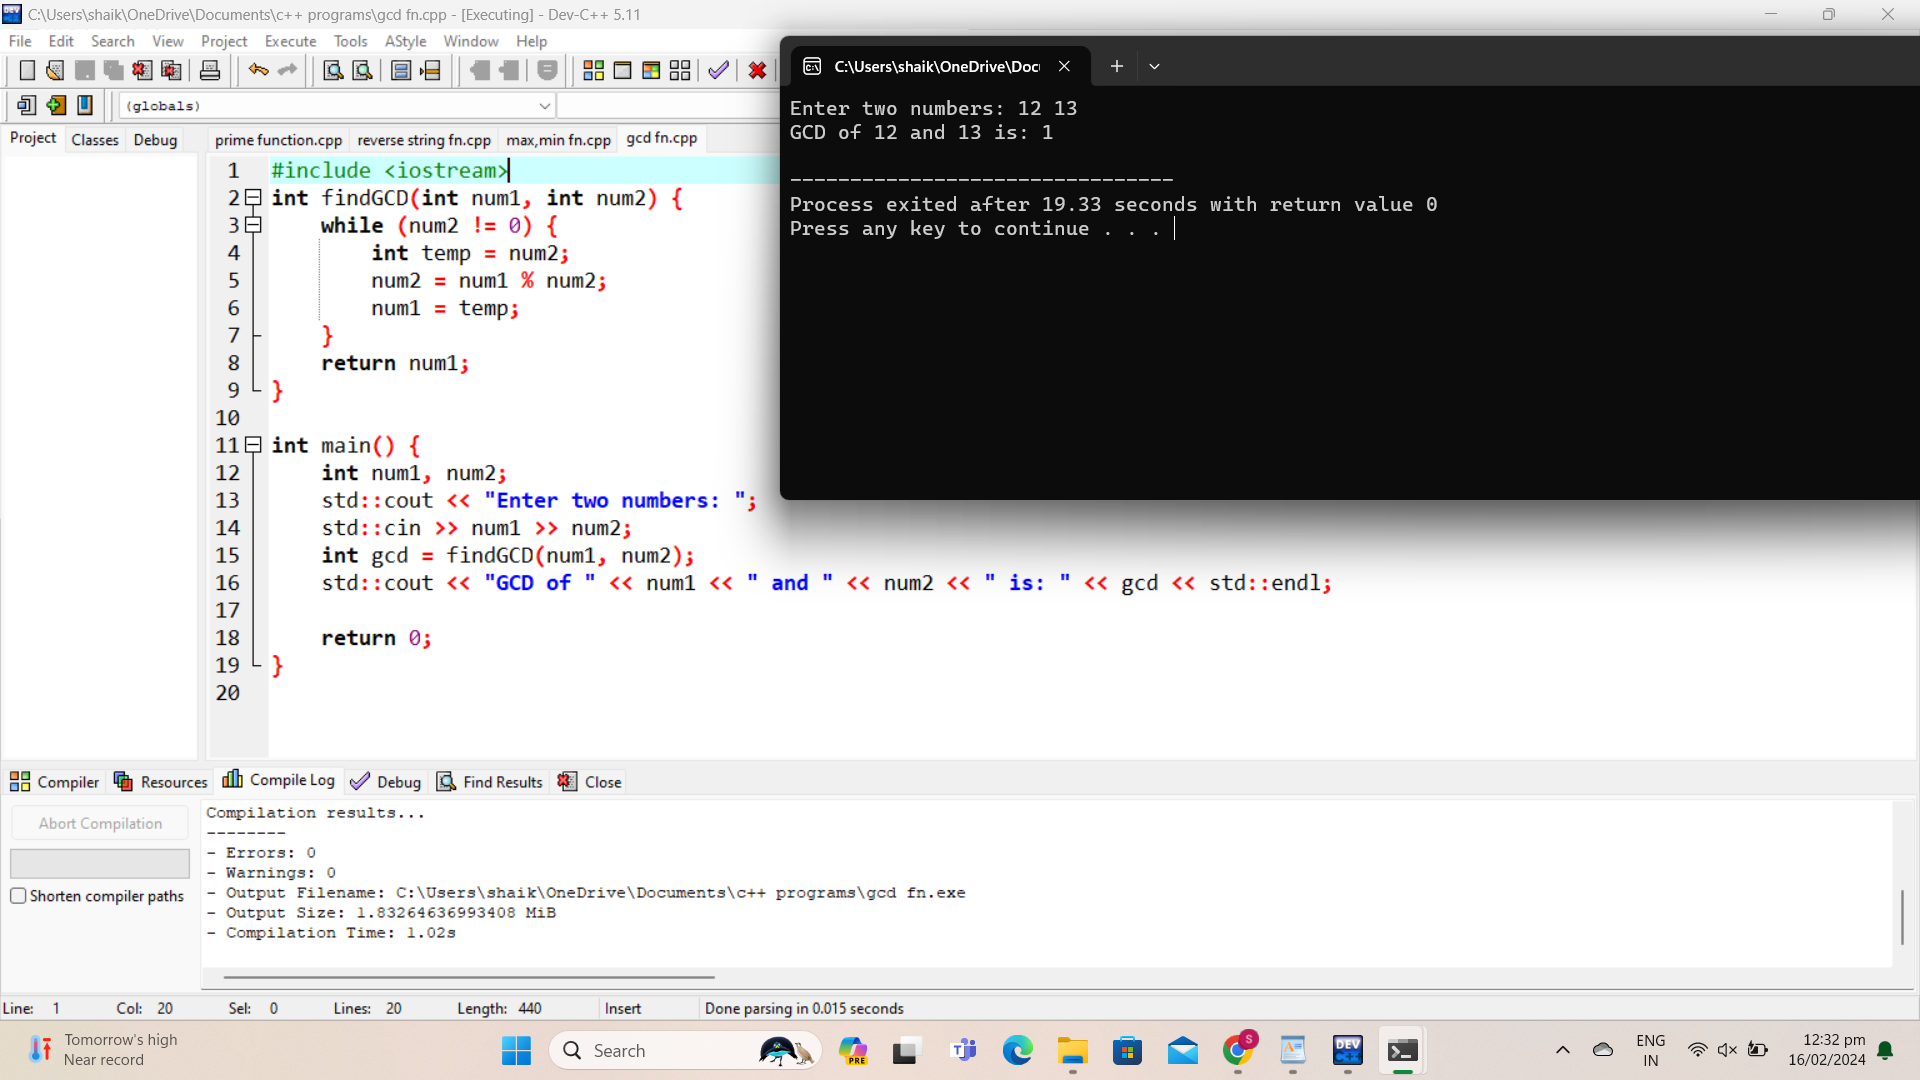 C:\Users\shaik\OneDrive\Documents\c++ programs\gcd fn.cpp - [Executing] - Dev-C++ 5.11
File Edit Search View Project Execute Tools AStyle Window Help
(globals)
Project Classes Debug
prime function.cpp reverse string fn.cpp max,min fn.cpp gcd fn.cpp
1 #include <iostream>
2 int findGCD(int num1, int num2) {
3     while (num2 != 0) {
4         int temp = num2;
5         num2 = num1 % num2;
6         num1 = temp;
7     }
8     return num1;
9 }
10
11 int main() {
12     int num1, num2;
13     std::cout << "Enter two numbers: ";
14     std::cin >> num1 >> num2;
15     int gcd = findGCD(num1, num2);
16     std::cout << "GCD of " << num1 << " and " << num2 << " is: " << gcd << std::endl;
17
18     return 0;
19 }
20
C:\Users\shaik\OneDrive\Doc
Enter two numbers: 12 13
GCD of 12 and 13 is: 1
--------------------------------
Process exited after 19.33 seconds with return value 0
Press any key to continue . . .
Compiler Resources Compile Log Debug Find Results Close
Abort Compilation
Shorten compiler paths
Compilation results...
--------
- Errors: 0
- Warnings: 0
- Output Filename: C:\Users\shaik\OneDrive\Documents\c++ programs\gcd fn.exe
- Output Size: 1.83264636993408 MiB
- Compilation Time: 1.02s
Line: 1 Col: 20 Sel: 0 Lines: 20 Length: 440 Insert Done parsing in 0.015 seconds
Tomorrow's high
Near record
Search
PRE
S
DEV
C++
ENG
IN
12:32 pm
16/02/2024